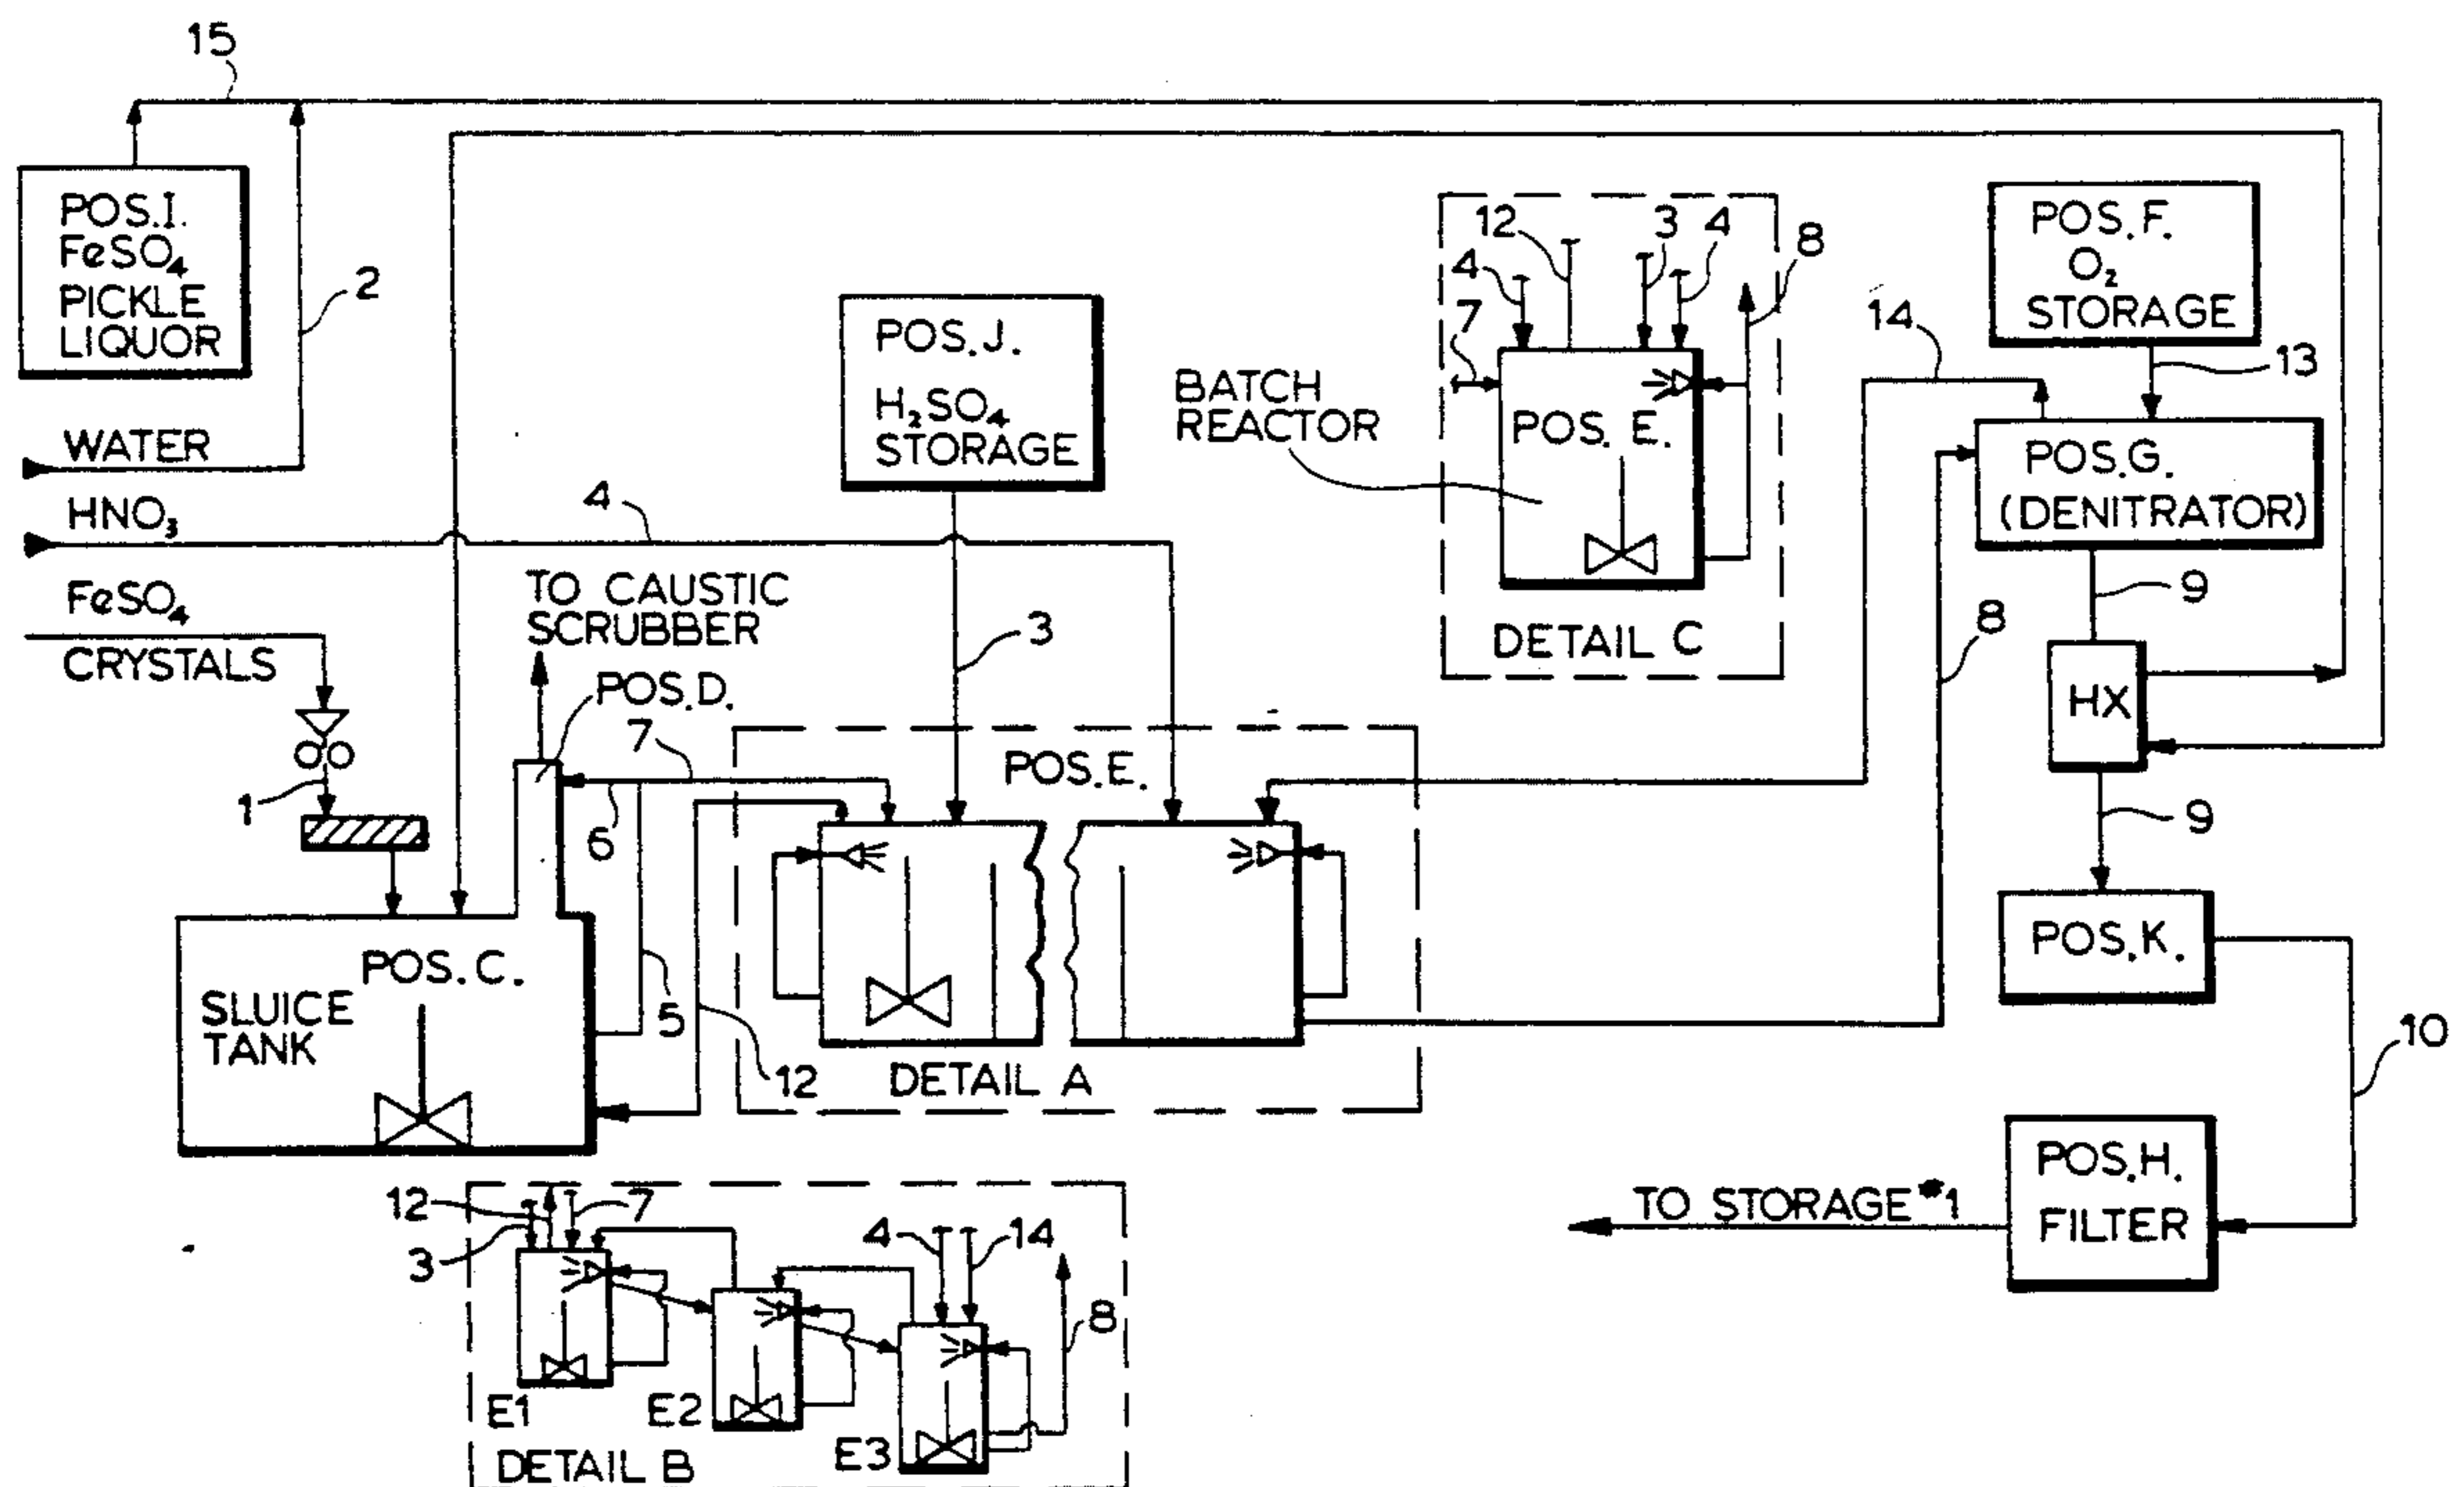 15
POS.I.
FeSO₄
PICKLE
LIQUOR
2
WATER
HNO₃
4
FeSO₄
CRYSTALS
1
TO CAUSTIC
SCRUBBER
POS.D.
7
6
5
12
POS.C.
SLUICE
TANK
POS.J.
H₂SO₄
STORAGE
3
POS.E.
DETAIL A
BATCH
REACTOR
12
3
4
8
4
7
POS. E.
DETAIL C
POS.F.
O₂
STORAGE
13
14
POS.G.
(DENITRATOR)
9
8
HX
9
POS.K.
10
POS.H.
FILTER
TO STORAGE #1
12
7
3
4
14
8
E1
E2
E3
DETAIL B